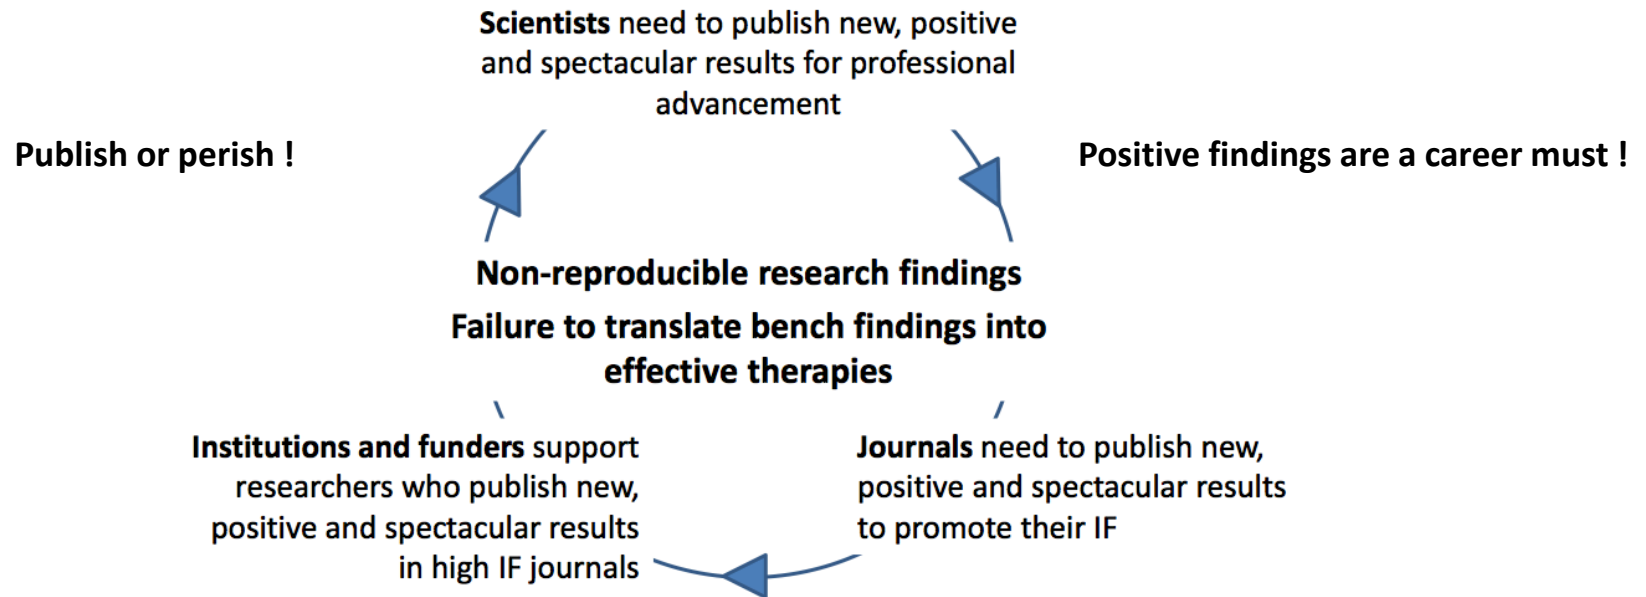 Scientists need to publish new, positive
and spectacular results for professional
advancement
Publish or perish !
Positive findings are a career must !
Non-reproducible research findings
Failure to translate bench findings into
effective therapies
Institutions and funders support
researchers who publish new,
positive and spectacular results
in high IF journals
Journals need to publish new,
positive and spectacular results
to promote their IF